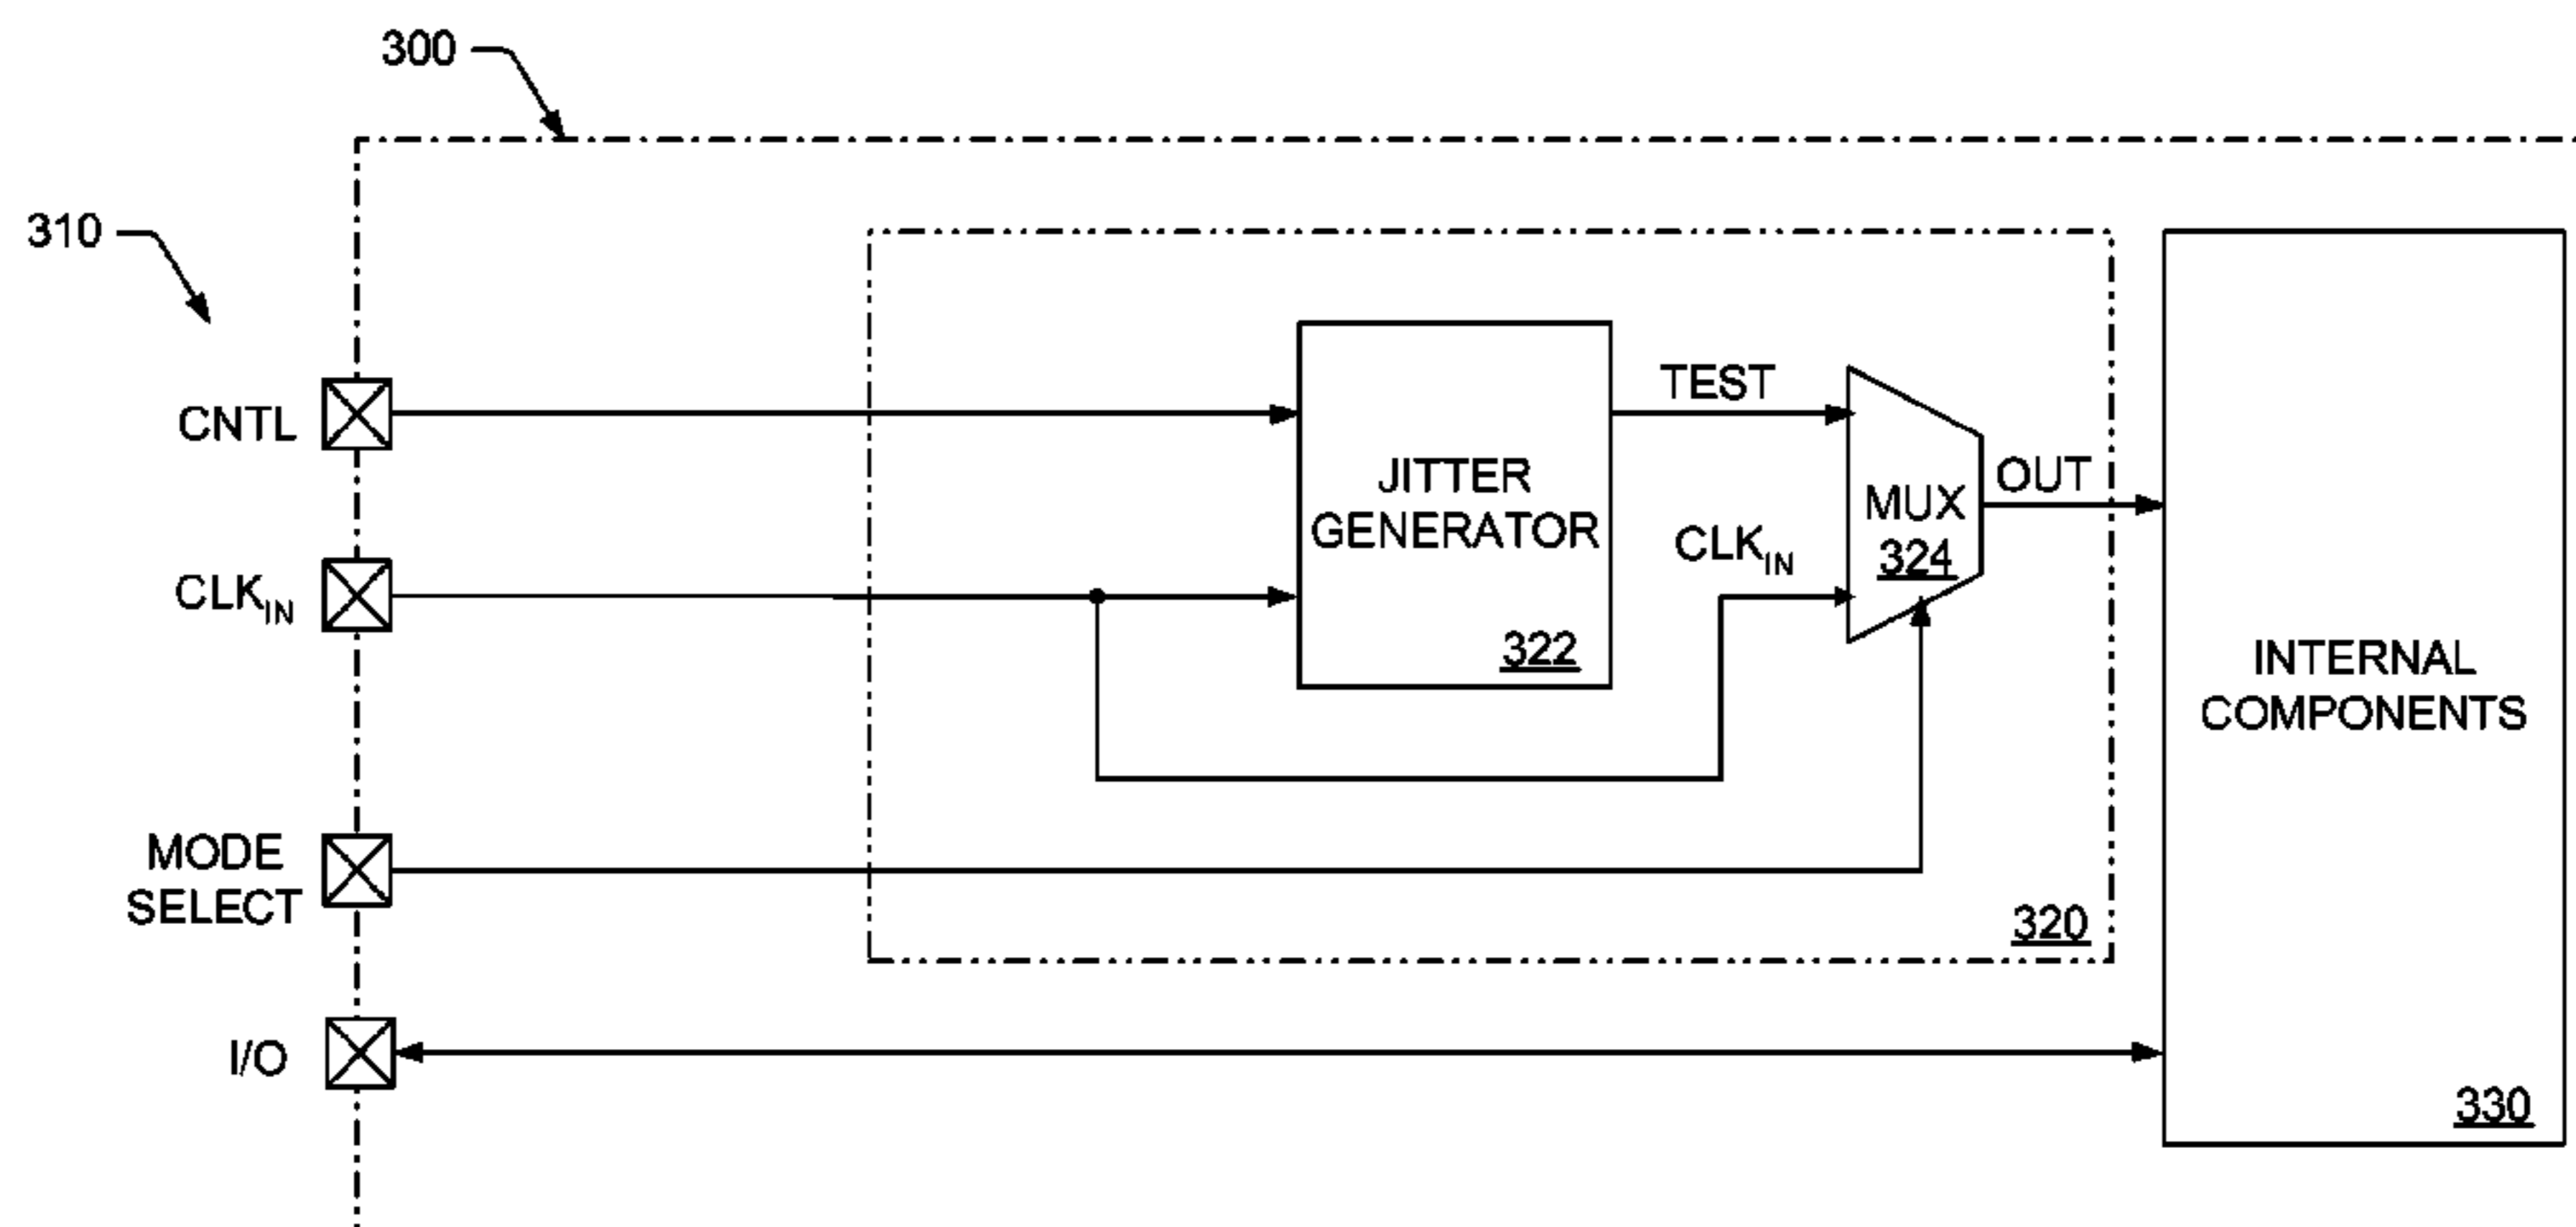 300
310
CNTL
TEST
JITTER
GENERATOR
322
MUX
324
OUT
CLKIN
CLKIN
INTERNAL
COMPONENTS
MODE
SELECT
320
I/O
330